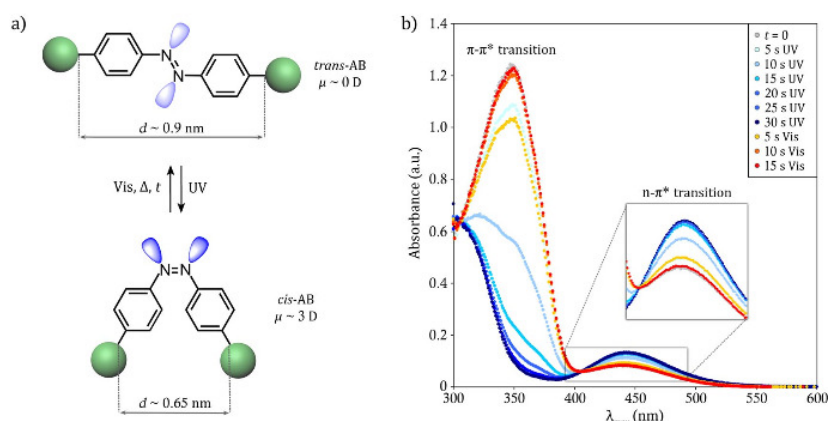 a)
N
N
trans-AB
μ ~ 0 D
d ~ 0.9 nm
Vis, Δ, t
UV
N=N
cis-AB
μ ~ 3 D
d ~ 0.65 nm
b)
1.4
1.2
1.0
0.8
0.6
0.4
0.2
0
Absorbance (a.u.)
π-π* transition
n-π* transition
t = 0
5 s UV
10 s UV
15 s UV
20 s UV
25 s UV
30 s UV
5 s Vis
10 s Vis
15 s Vis
300 350 400 450 500 550 600
λ (nm)